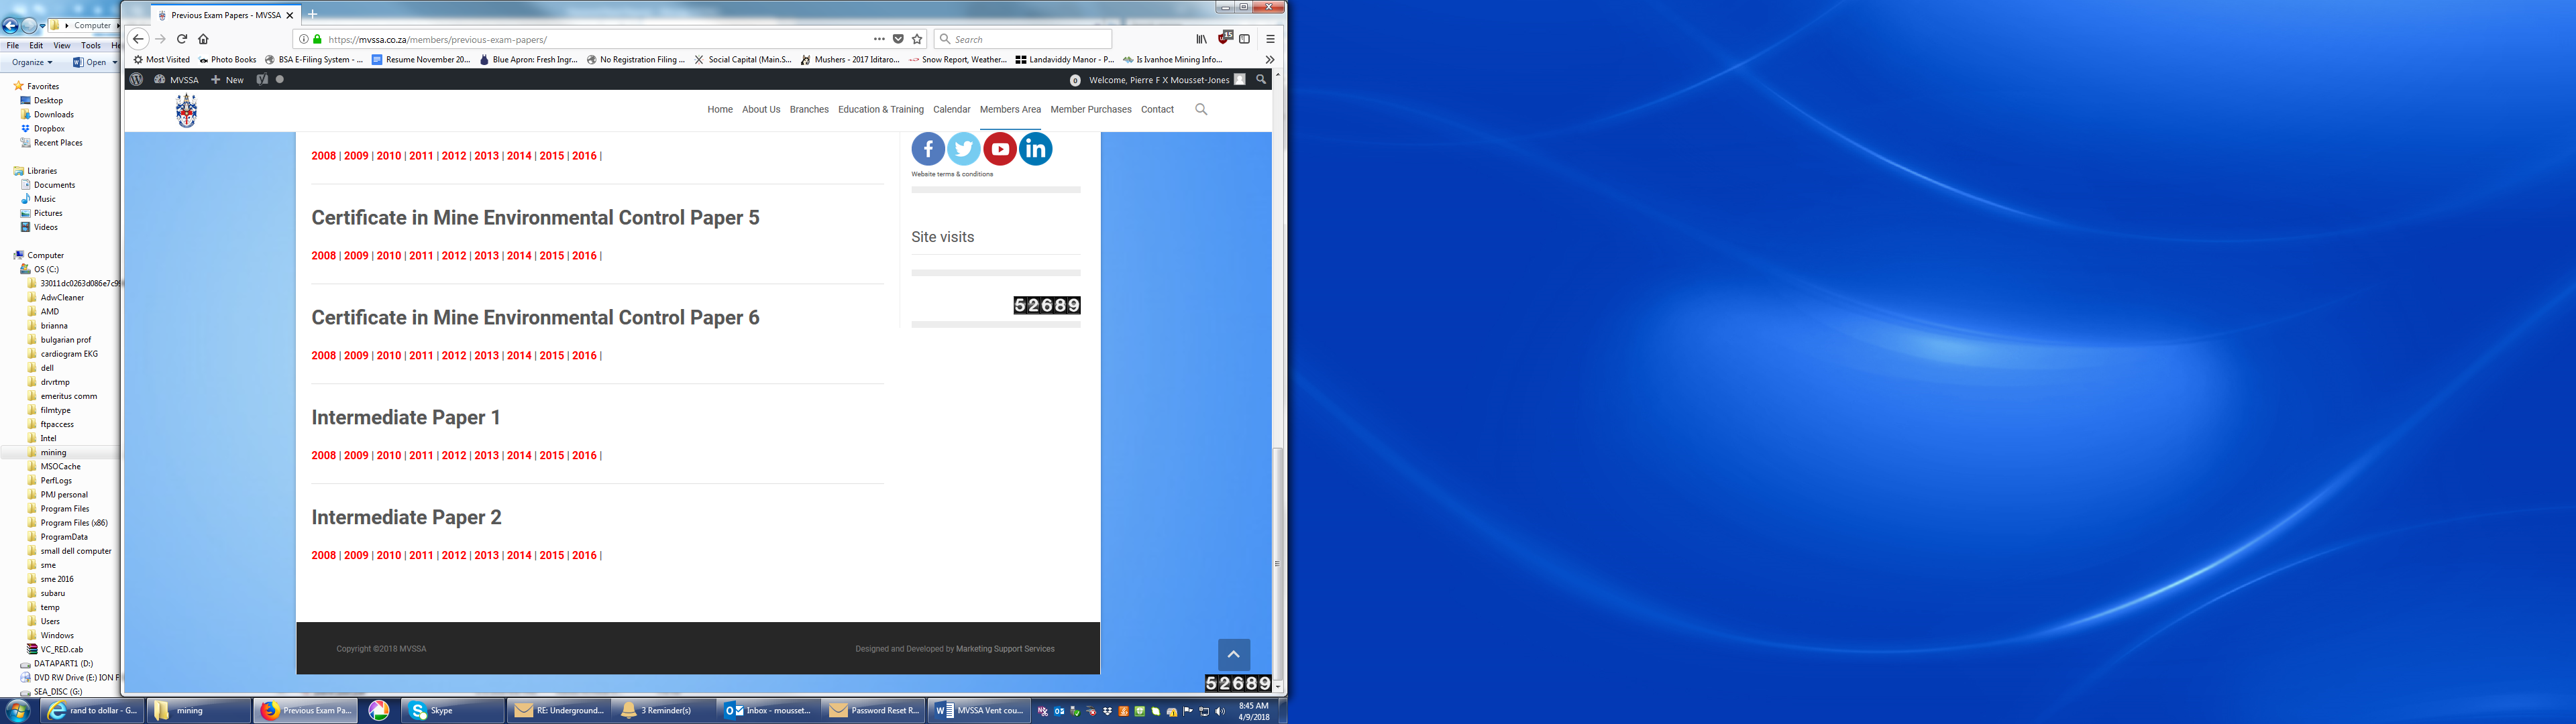 Previous Exam Papers - MVSSA
Computer
https://mvssa.co.za/members/previous-exam-papers/
Search
File Edit View Tools He
Organize Open
Most Visited Photo Books BSA E-Filing System - ... Resume November 20... Blue Apron: Fresh Ingr... No Registration Filing ... Social Capital (Main.S... Mushers - 2017 Iditaro... Snow Report, Weather... Landaviddy Manor - P... Is Ivanhoe Mining Info...
MVSSA New 0 Welcome, Pierre F X Mousset-Jones
Home About Us Branches Education & Training Calendar Members Area Member Purchases Contact
Favorites
Desktop
Downloads
Dropbox
Recent Places
Libraries
Documents
Music
Pictures
Videos
Computer
OS (C:)
33011dc0263d086e7c99
AdwCleaner
AMD
brianna
bulgarian prof
cardiogram EKG
dell
drvrtmp
emeritus comm
filmtype
ftpaccess
Intel
mining
MSOCache
PerfLogs
PMJ personal
Program Files
Program Files (x86)
ProgramData
small dell computer
sme
sme 2016
subaru
temp
Users
Windows
VC_RED.cab
DATAPART1 (D:)
DVD RW Drive (E:) ION F
SEA_DISC (G:)
2008 | 2009 | 2010 | 2011 | 2012 | 2013 | 2014 | 2015 | 2016 |
Certificate in Mine Environmental Control Paper 5
2008 | 2009 | 2010 | 2011 | 2012 | 2013 | 2014 | 2015 | 2016 |
Certificate in Mine Environmental Control Paper 6
2008 | 2009 | 2010 | 2011 | 2012 | 2013 | 2014 | 2015 | 2016 |
Intermediate Paper 1
2008 | 2009 | 2010 | 2011 | 2012 | 2013 | 2014 | 2015 | 2016 |
Intermediate Paper 2
2008 | 2009 | 2010 | 2011 | 2012 | 2013 | 2014 | 2015 | 2016 |
Website terms & conditions
Site visits
52689
Copyright ©2018 MVSSA
Designed and Developed by Marketing Support Services
52689
rand to dollar - G... mining Previous Exam Pa... Skype RE: Underground... 3 Reminder(s) Inbox - mousset... Password Reset R... MVSSA Vent cou...
8:45 AM
4/9/2018